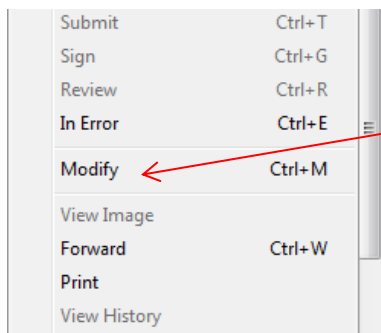 Submit Ctrl+T
Sign Ctrl+G
Review Ctrl+R
In Error Ctrl+E
Modify Ctrl+M
View Image
Forward Ctrl+W
Print
View History